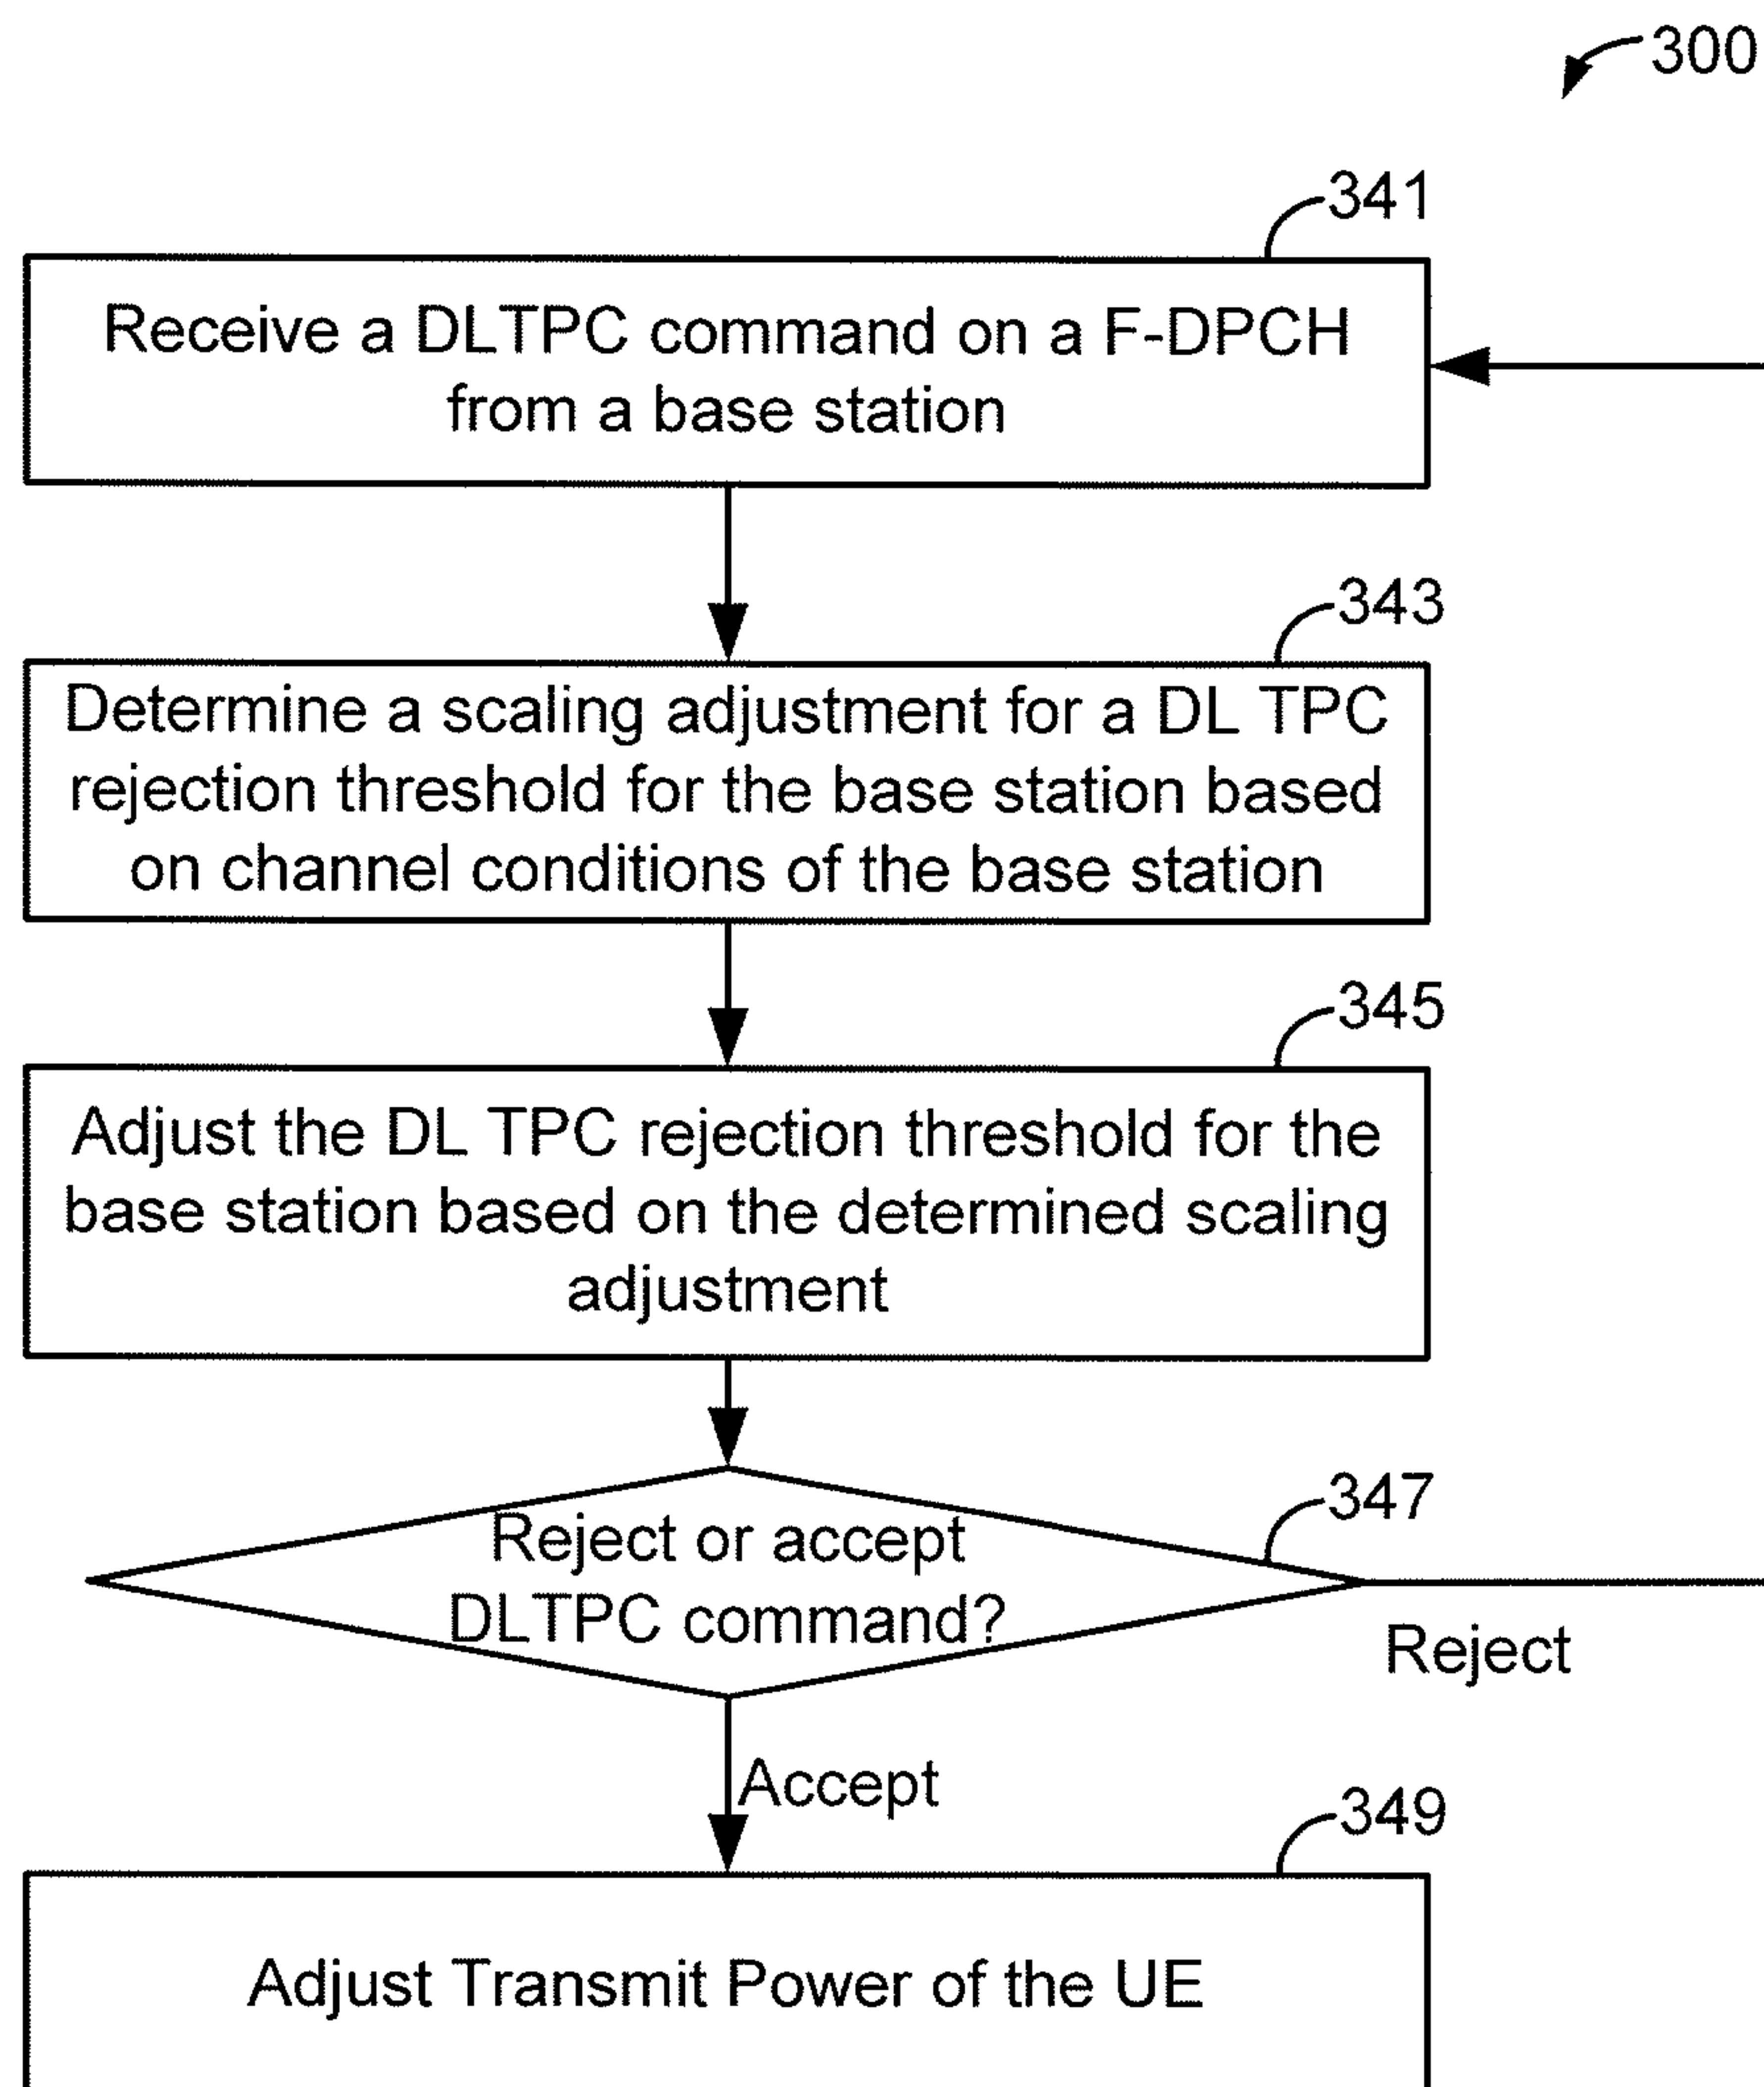 300
341
Receive a DLTPC command on a F-DPCH
from a base station
343
Determine a scaling adjustment for a DL TPC
rejection threshold for the base station based
on channel conditions of the base station
345
Adjust the DL TPC rejection threshold for the
base station based on the determined scaling
adjustment
347
Reject or accept
DLTPC command?
Reject
Accept
349
Adjust Transmit Power of the UE